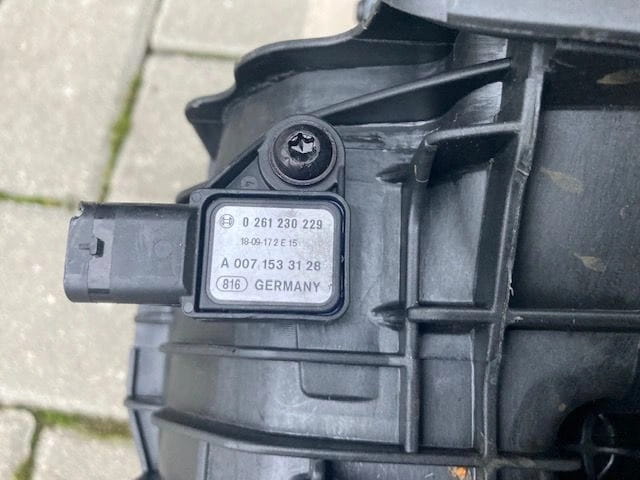 0 261 230 229
18-09-17 2 E 15
A 007 153 31 28
816 GERMANY